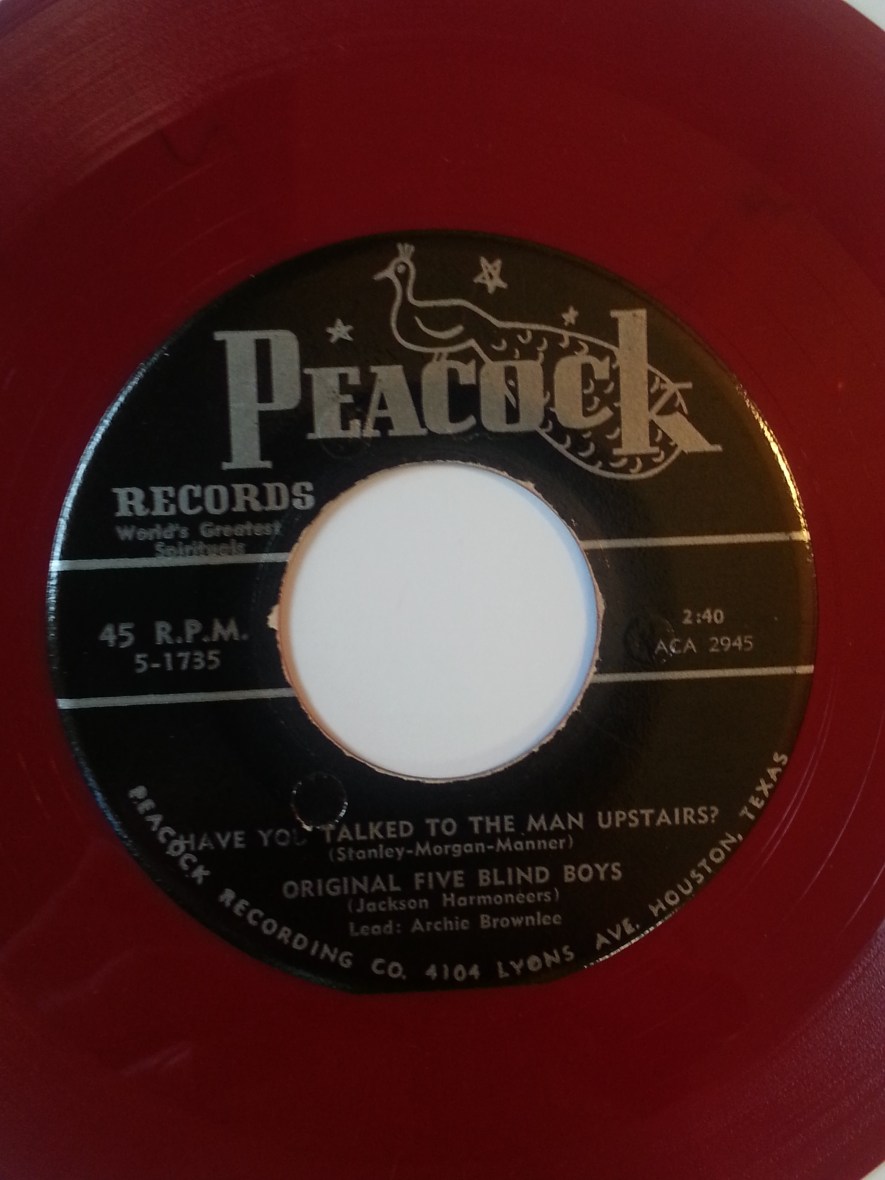 PEACOCK
RECORDS
World's Greatest
Spirituals
45 R.P.M.
5-1735
2:40
ACA 2945
HAVE YOU TALKED TO THE MAN UPSTAIRS?
(Stanley-Morgan-Manner)
ORIGINAL FIVE BLIND BOYS
(Jackson Harmoneers)
Lead: Archie Brownlee
PEACOCK RECORDING CO. 4104 LYONS AVE. HOUSTON, TEXAS